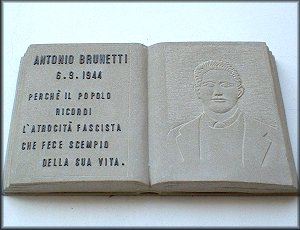 ANTONIO BRUNETTI
6.9.1944
PERCHÈ IL POPOLO
RICORDI
L'ATROCITÀ FASCISTA
CHE FECE SCEMPIO
DELLA SUA VITA.